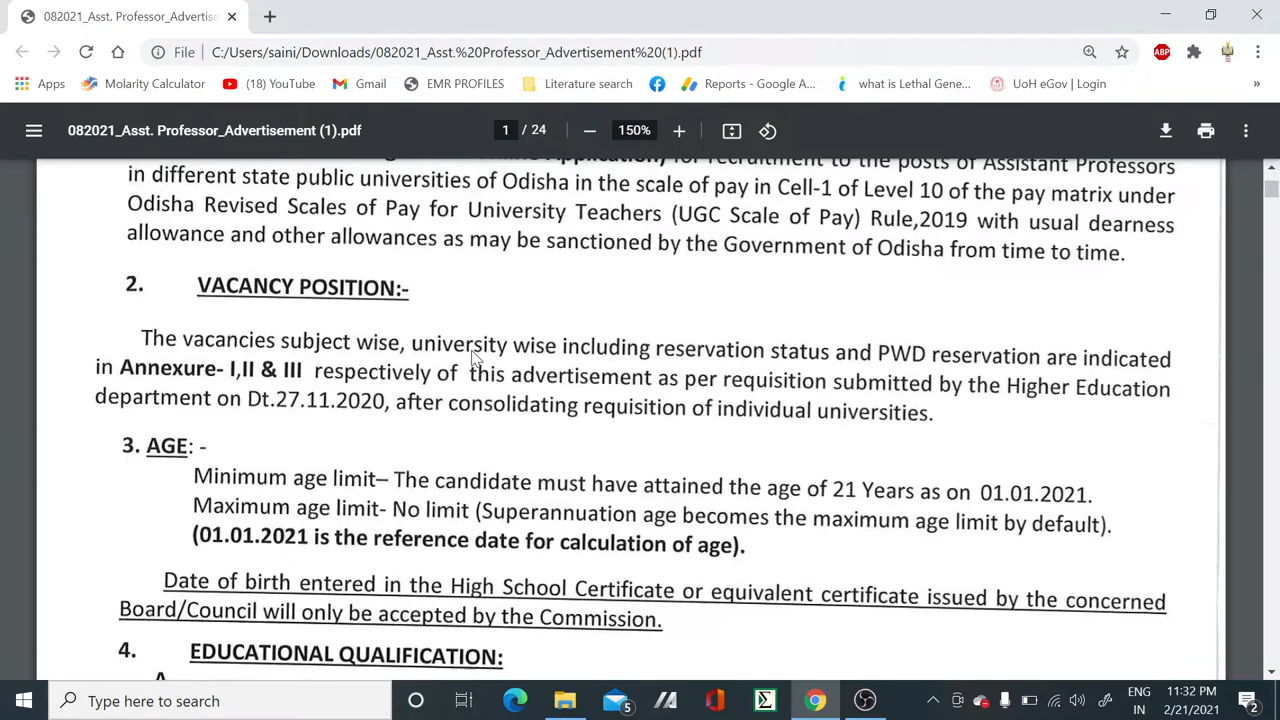 082021_Asst. Professor_Advertise
File C:/Users/saini/Downloads/082021_Asst.%20Professor_Advertisement%20(1).pdf
ABP
Apps Molarity Calculator (18) YouTube Gmail EMR PROFILES Literature search Reports - Google A... what is Lethal Gene... UoH eGov | Login »
082021_Asst. Professor_Advertisement (1).pdf 1 / 24 150%
for recruitment to the posts of Assistant Professors
in different state public universities of Odisha in the scale of pay in Cell-1 of Level 10 of the pay matrix under
Odisha Revised Scales of Pay for University Teachers (UGC Scale of Pay) Rule,2019 with usual dearness
allowance and other allowances as may be sanctioned by the Government of Odisha from time to time.
2. VACANCY POSITION:-
The vacancies subject wise, university wise including reservation status and PWD reservation are indicated
in Annexure- I,II & III respectively of this advertisement as per requisition submitted by the Higher Education
department on Dt.27.11.2020, after consolidating requisition of individual universities.
3. AGE: -
Minimum age limit– The candidate must have attained the age of 21 Years as on 01.01.2021.
Maximum age limit- No limit (Superannuation age becomes the maximum age limit by default).
(01.01.2021 is the reference date for calculation of age).
Date of birth entered in the High School Certificate or equivalent certificate issued by the concerned
Board/Council will only be accepted by the Commission.
4. EDUCATIONAL QUALIFICATION:
A
Type here to search
5
ENG 11:32 PM
IN 2/21/2021
2